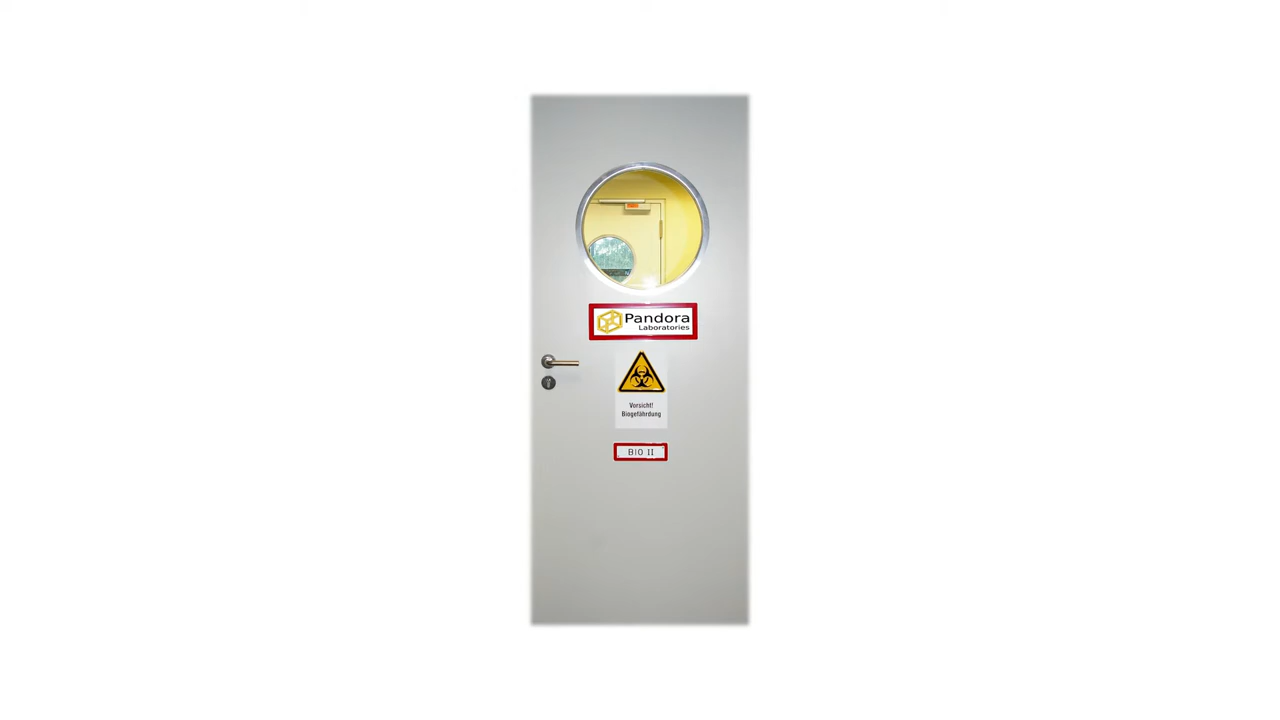 Pandora
Laboratories
Vorsicht!
Biogefährdung
BIO II